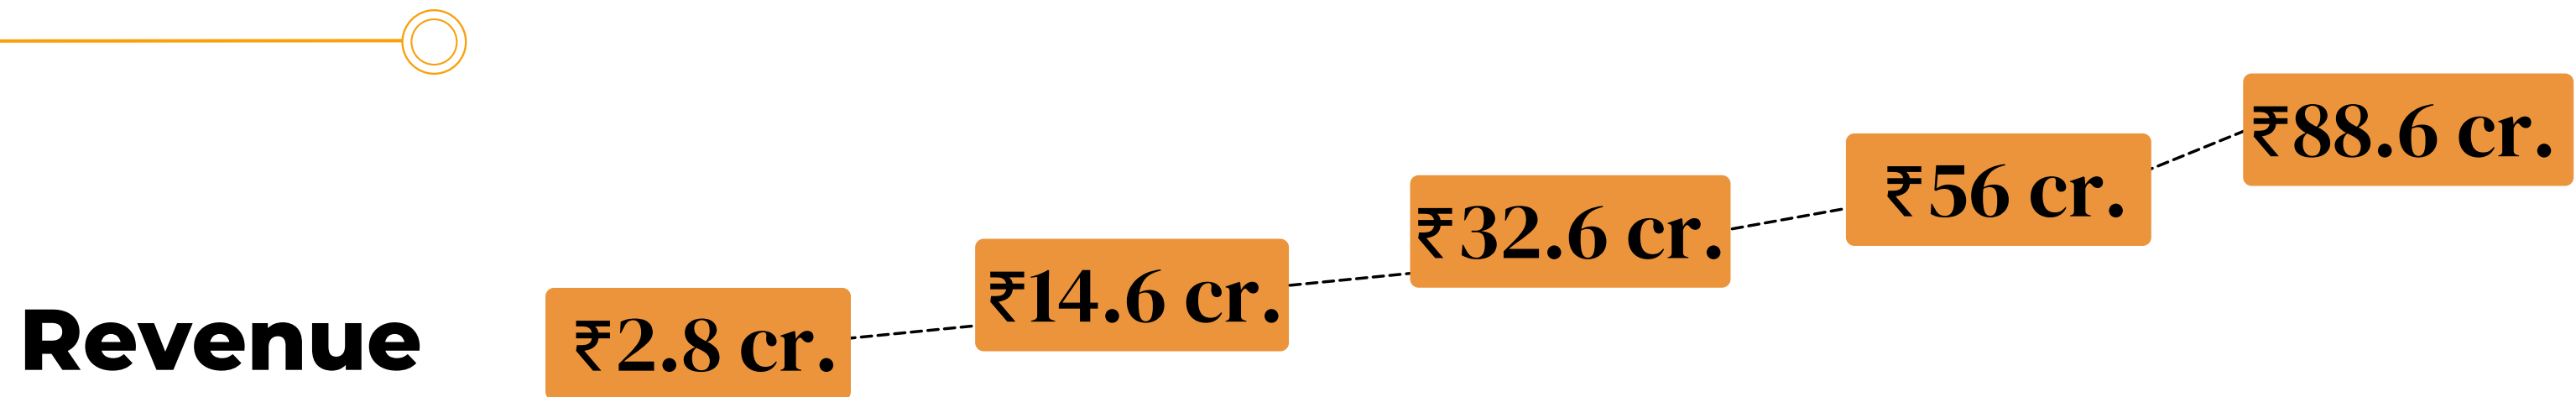 Revenue
₹2.8 cr.
₹14.6 cr.
₹32.6 cr.
₹56 cr.
₹88.6 cr.